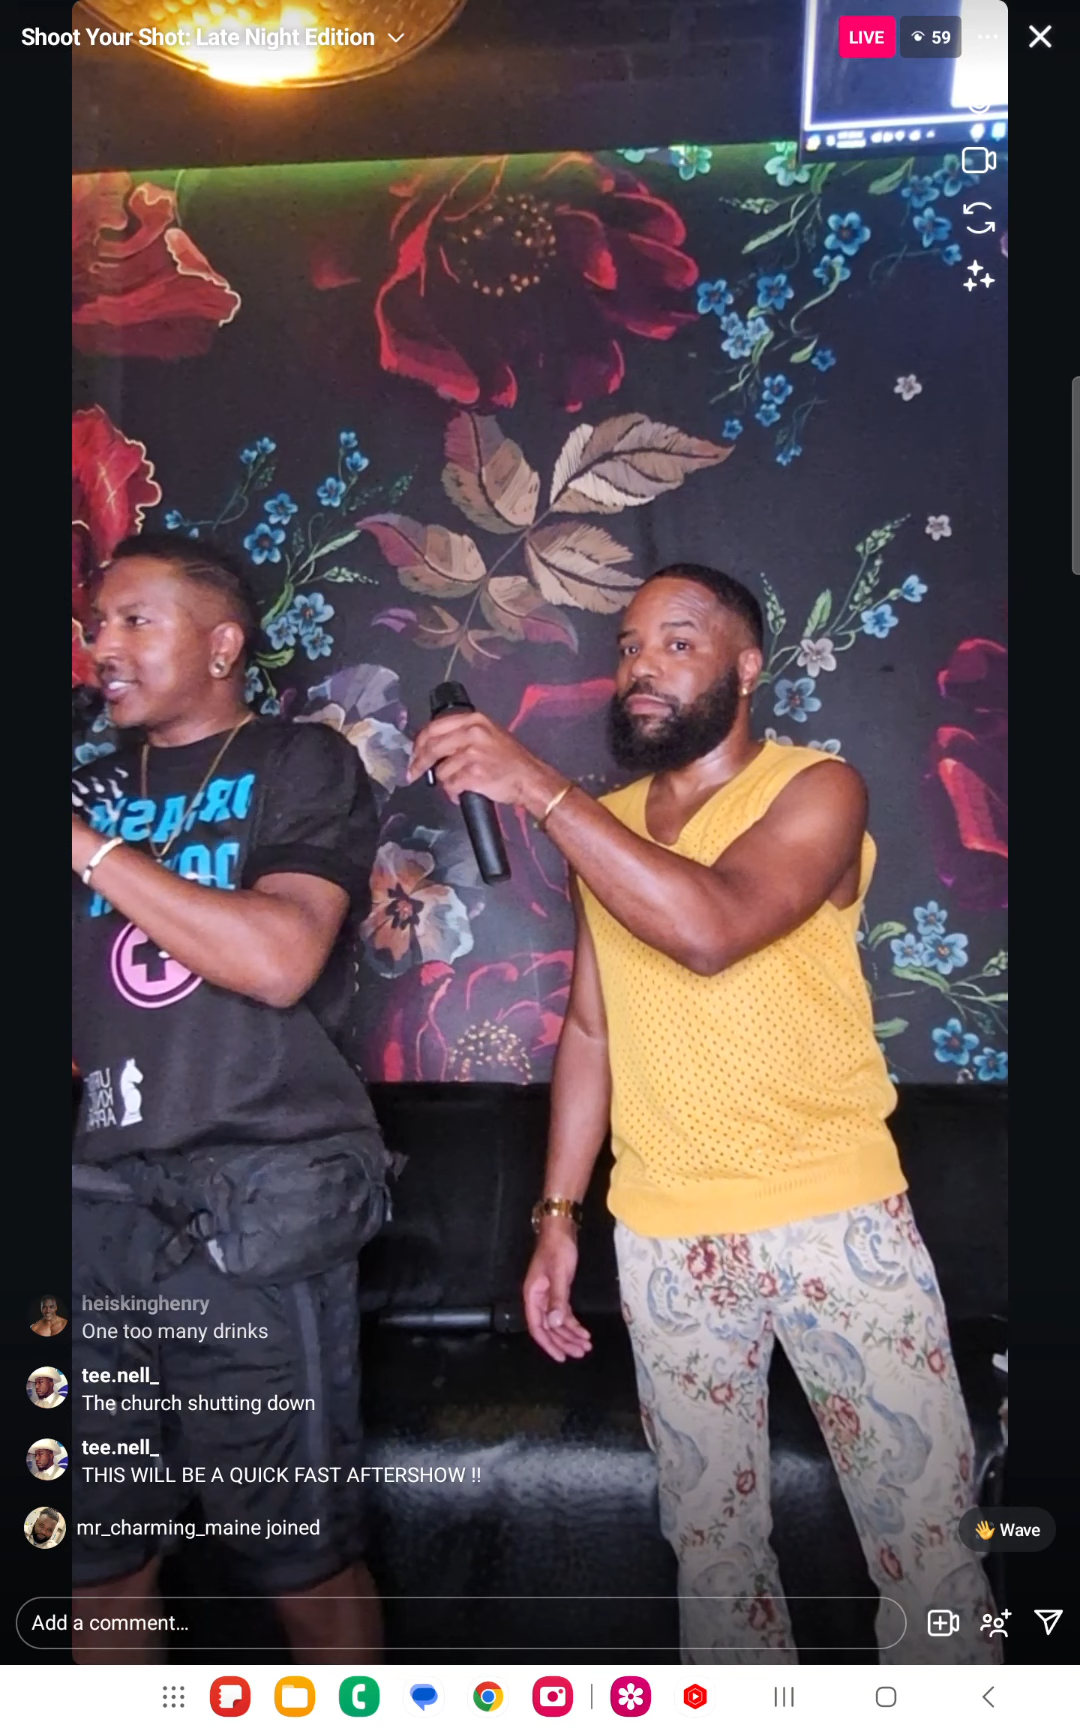 Shoot Your Shot: Late Night Edition
LIVE
59
heiskinghenry
One too many drinks
tee.nell_
The church shutting down
tee.nell_
THIS WILL BE A QUICK FAST AFTERSHOW !!
mr_charming_maine joined
👋 Wave
Add a comment...